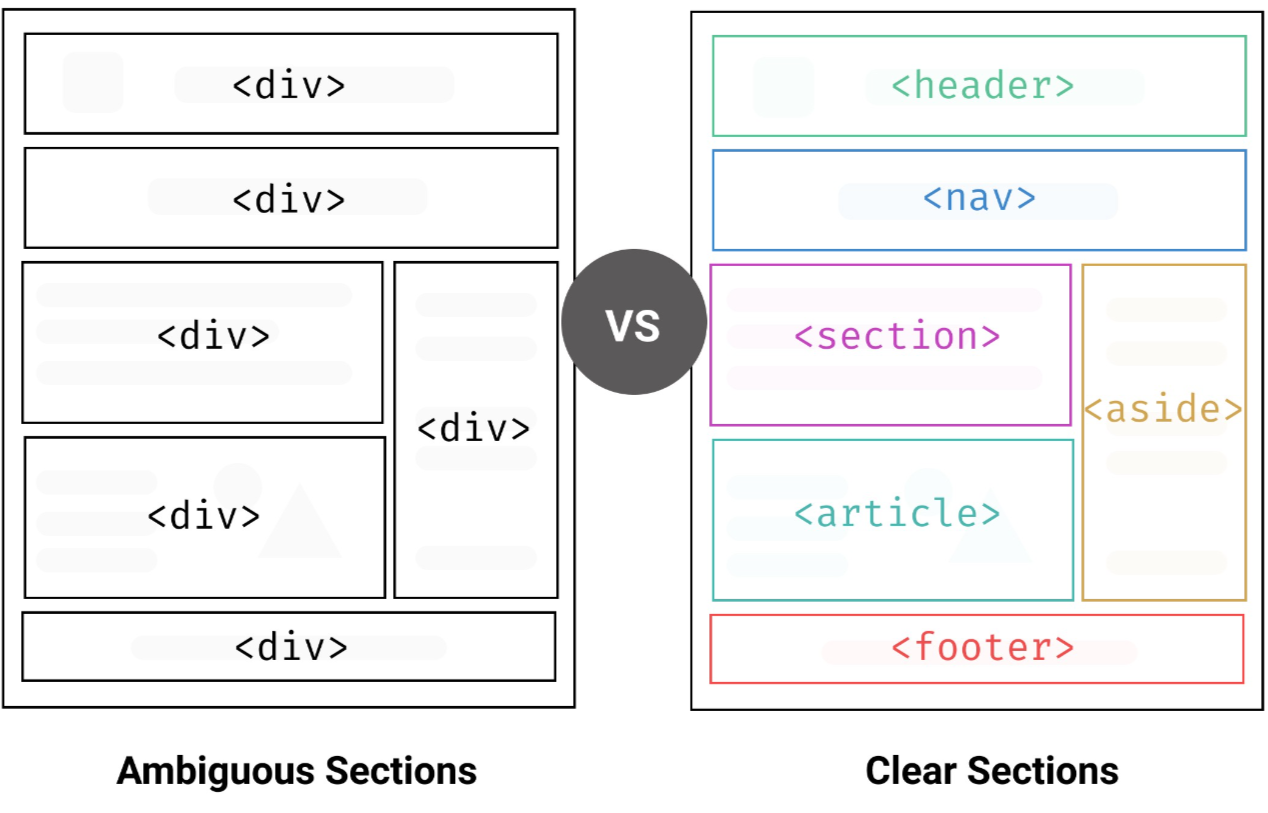 <div>
<div>
<div>
<div>
<div>
<div>
Ambiguous Sections
VS
<header>
<nav>
<section>
<aside>
<article>
<footer>
Clear Sections